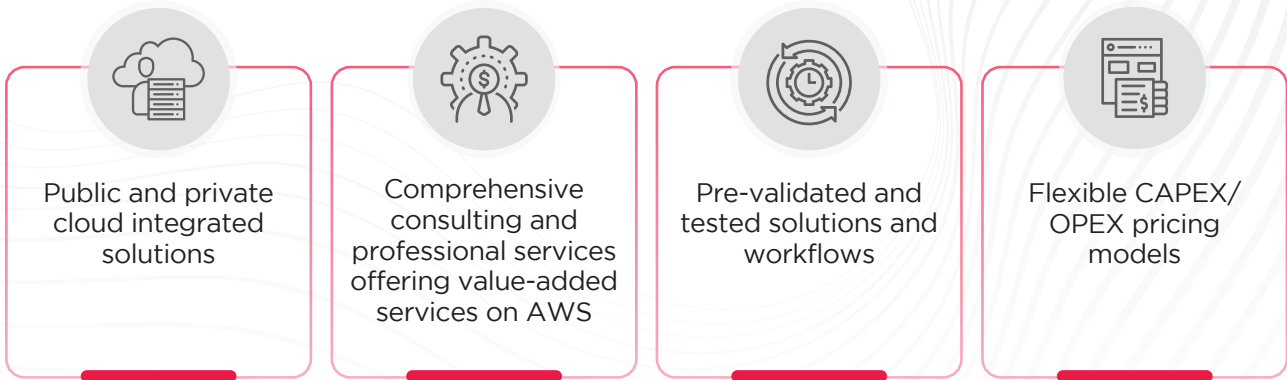 Public and private
cloud integrated
solutions
Comprehensive
consulting and
professional services
offering value-added
services on AWS
Pre-validated and
tested solutions and
workflows
Flexible CAPEX/
OPEX pricing
models